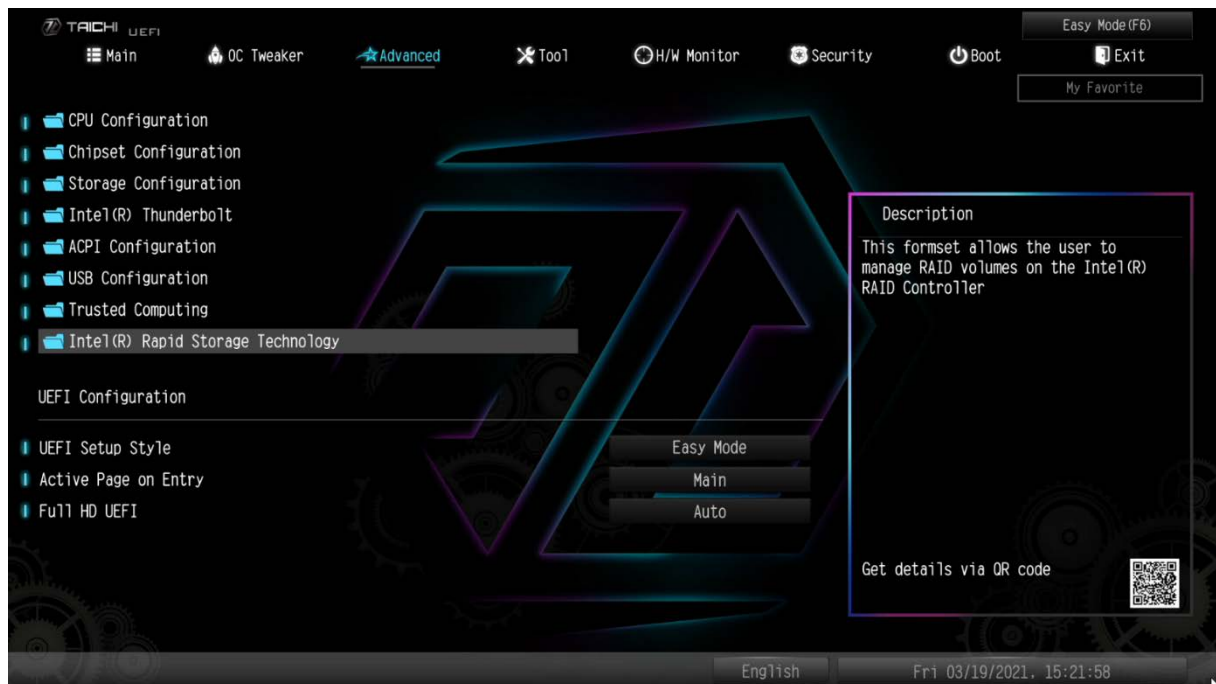 TAICHI UEFI
Easy Mode(F6)
Main OC Tweaker Advanced Tool H/W Monitor Security Boot Exit
My Favorite
CPU Configuration
Chipset Configuration
Storage Configuration
Intel(R) Thunderbolt
ACPI Configuration
USB Configuration
Trusted Computing
Intel(R) Rapid Storage Technology
UEFI Configuration
UEFI Setup Style Easy Mode
Active Page on Entry Main
Full HD UEFI Auto
Description
This formset allows the user to
manage RAID volumes on the Intel(R)
RAID Controller
Get details via QR code
English Fri 03/19/2021, 15:21:58